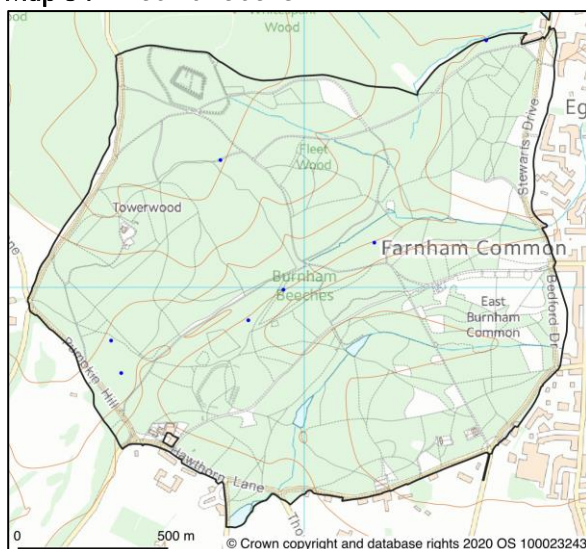 Wood
Eg
Stewarts Drive
Fleet
Wood
Towerwood
Farnham Common
Burnham
Beeches
East
Burnham
Common
Bedford Dr
Pumpkin Hill
Hawthorn Lane
Tho
0 500 m
© Crown copyright and database rights 2020 OS 100023243